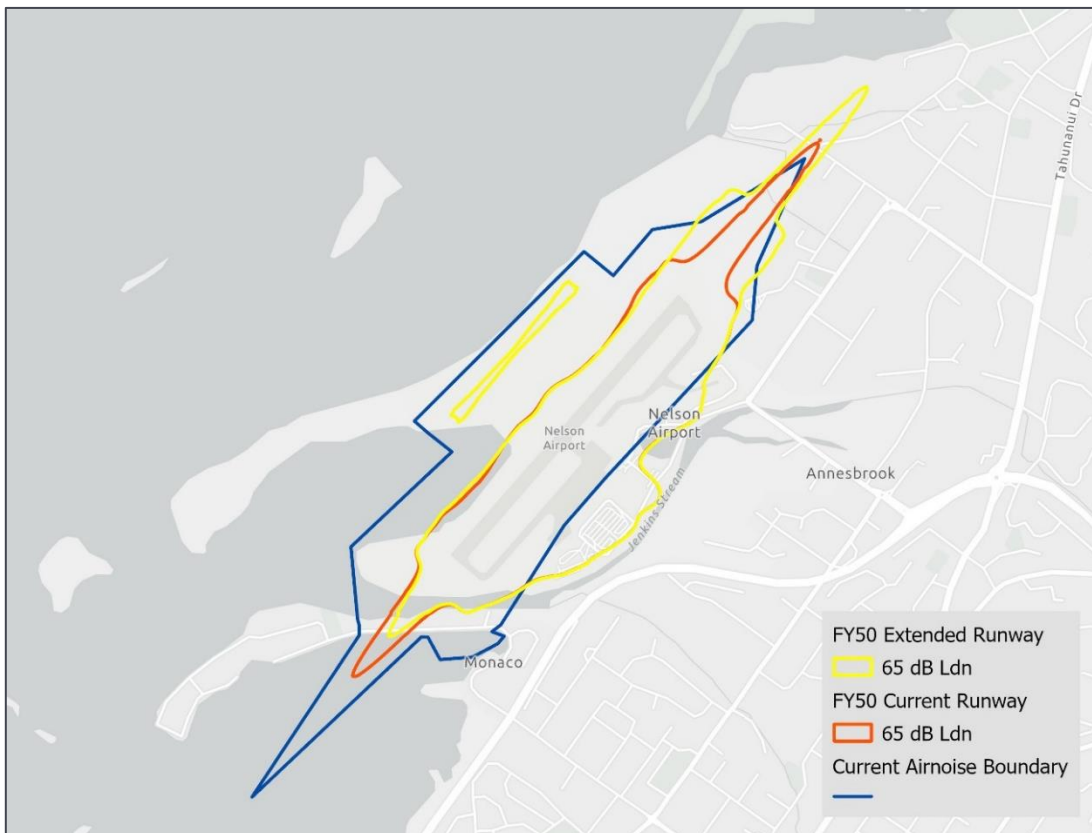 Tahunanui Dr
Nelson
Airport
Nelson
Airport
Annesbrook
Jenkins Stream
Monaco
FY50 Extended Runway
65 dB Ldn
FY50 Current Runway
65 dB Ldn
Current Airnoise Boundary